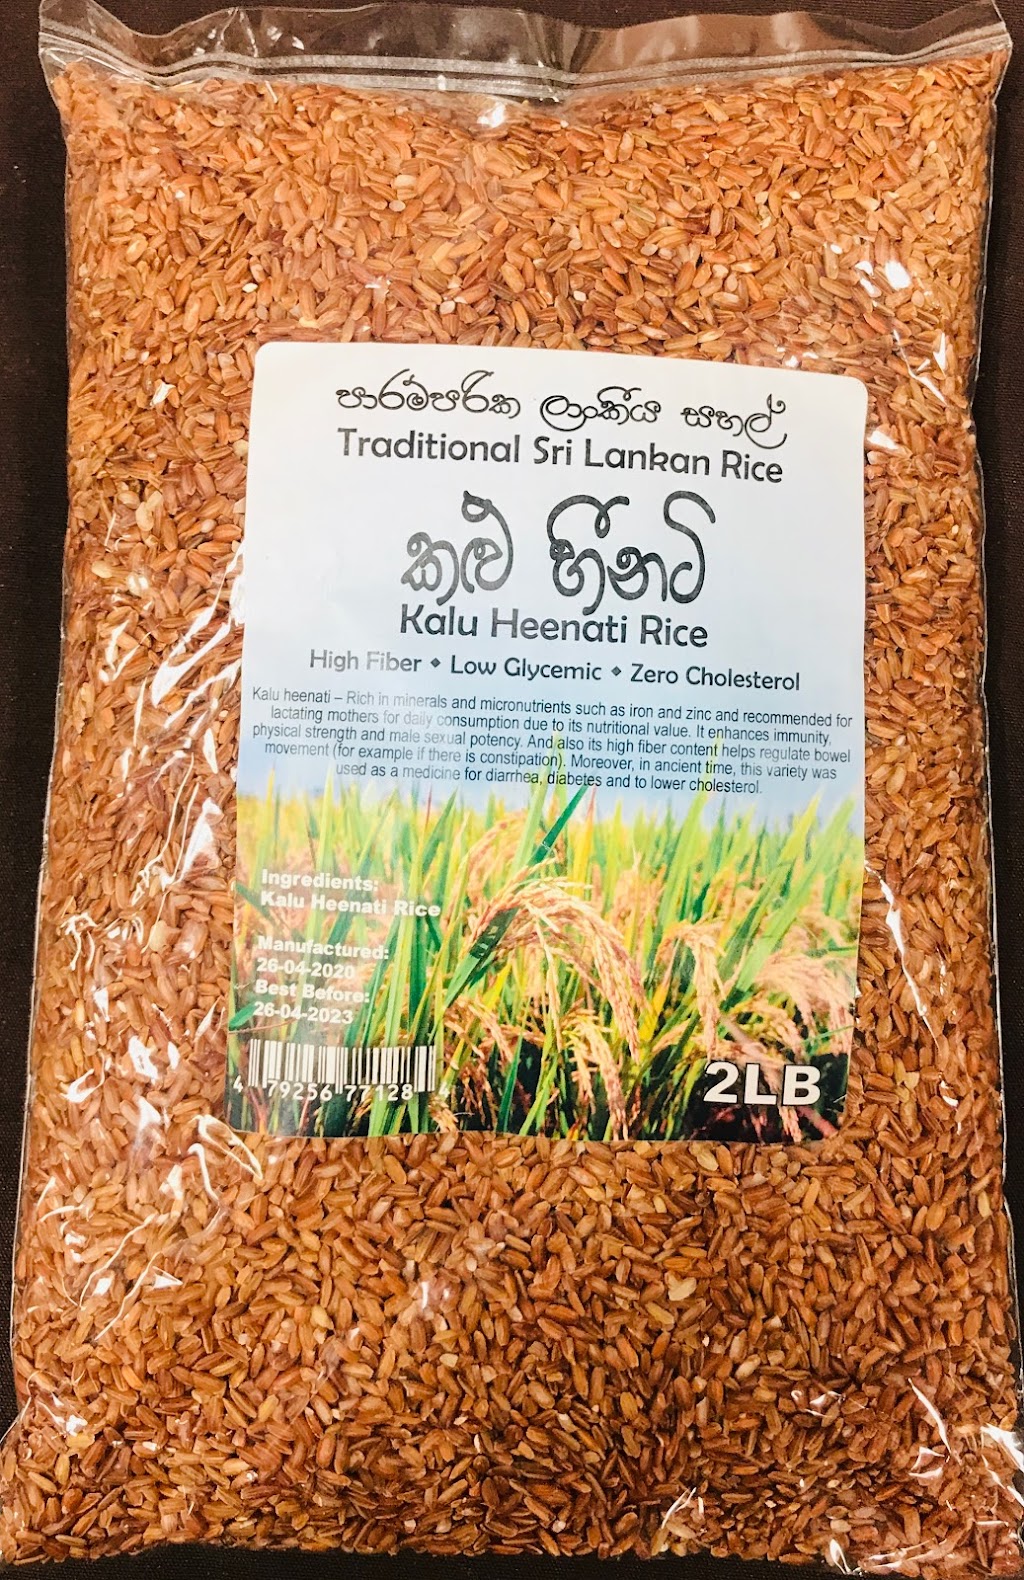 පාරම්පරික ලාංකීය සහල්
Traditional Sri Lankan Rice
කළු හීනටි
Kalu Heenati Rice
High Fiber ◆ Low Glycemic ◆ Zero Cholesterol
Kalu heenati – Rich in minerals and micronutrients such as iron and zinc and recommended for
lactating mothers for daily consumption due to its nutritional value. It enhances immunity,
physical strength and male sexual potency. And also its high fiber content helps regulate bowel
movement (for example if there is constipation). Moreover, in ancient time, this variety was
used as a medicine for diarrhea, diabetes and to lower cholesterol.
Ingredients:
Kalu Heenati Rice
Manufactured:
26-04-2020
Best Before:
26-04-2023
4 79256 77128 4
2LB